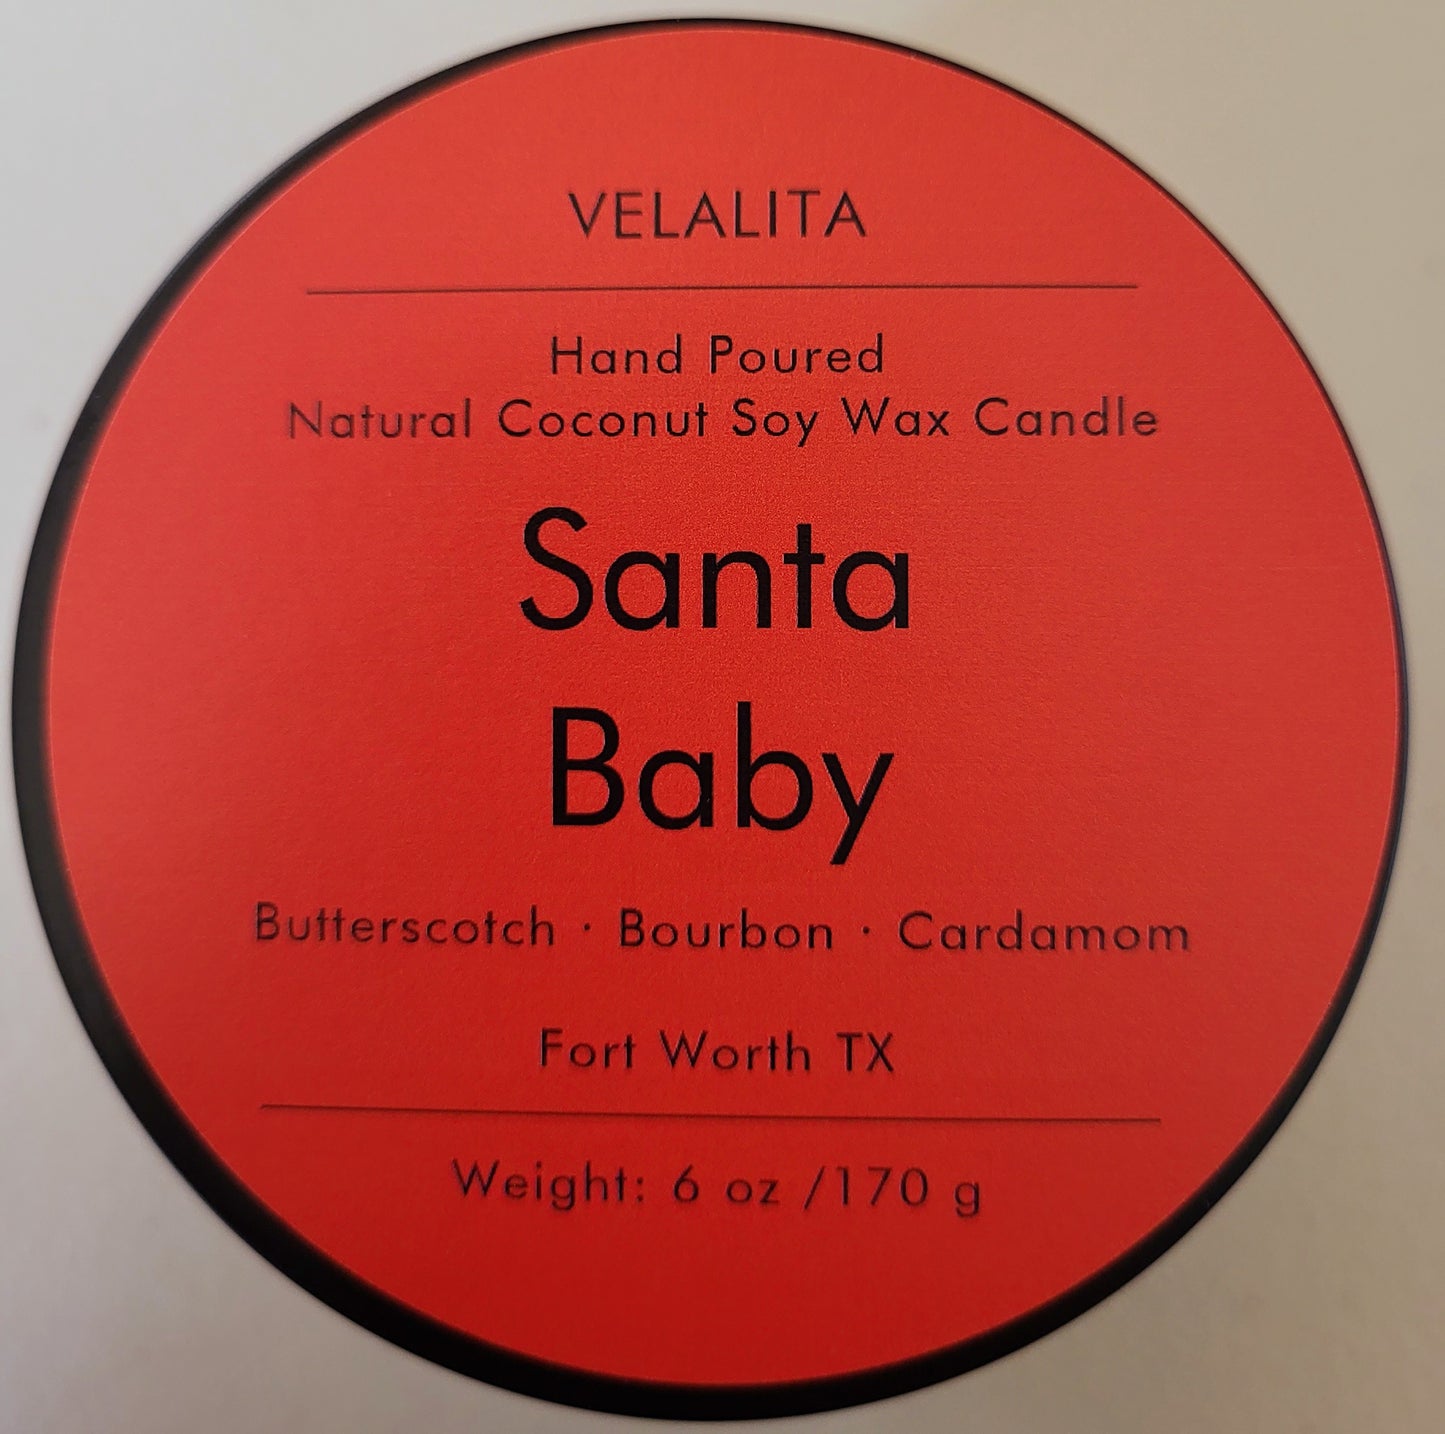 VELALITA
Hand Poured
Natural Coconut Soy Wax Candle
Santa
Baby
Butterscotch · Bourbon · Cardamom
Fort Worth TX
Weight: 6 oz /170 g